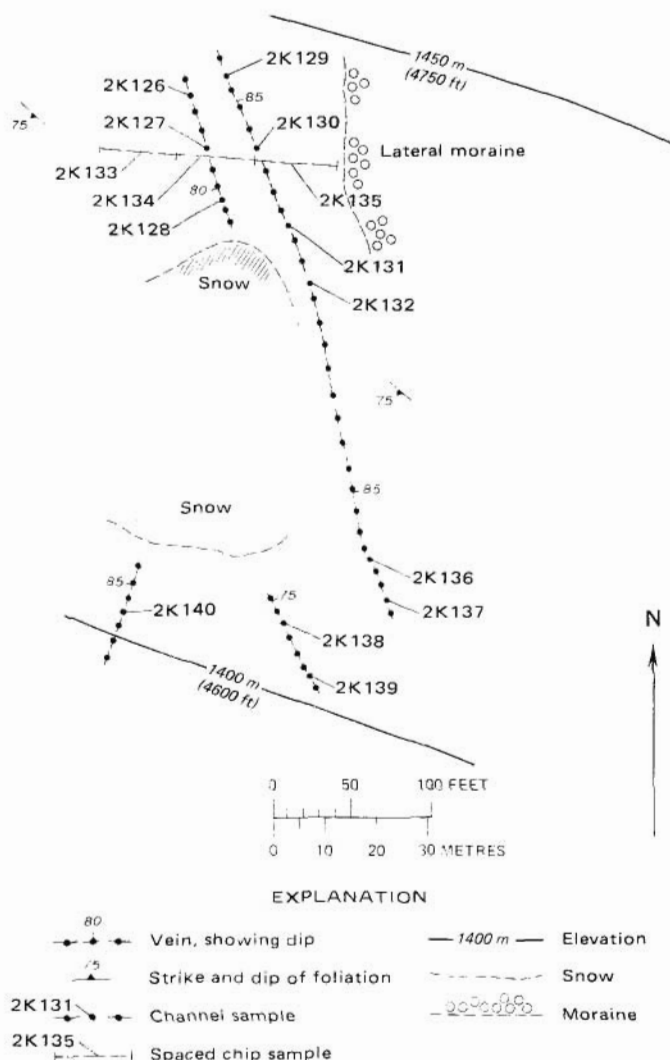 1450 m
(4750 ft)
2K129
2K126
85
2K127
2K130
75
Lateral moraine
2K133
2K134
80
2K135
2K128
2K131
Snow
2K132
75
85
Snow
85
2K136
75
2K140
2K137
N
2K138
1400 m
(4600 ft)
2K139
0 50 100 FEET
0 10 20 30 METRES
EXPLANATION
80
Vein, showing dip
1400 m
Elevation
75
Strike and dip of foliation
Snow
2K131
Channel sample
Moraine
2K135
Spaced chip sample